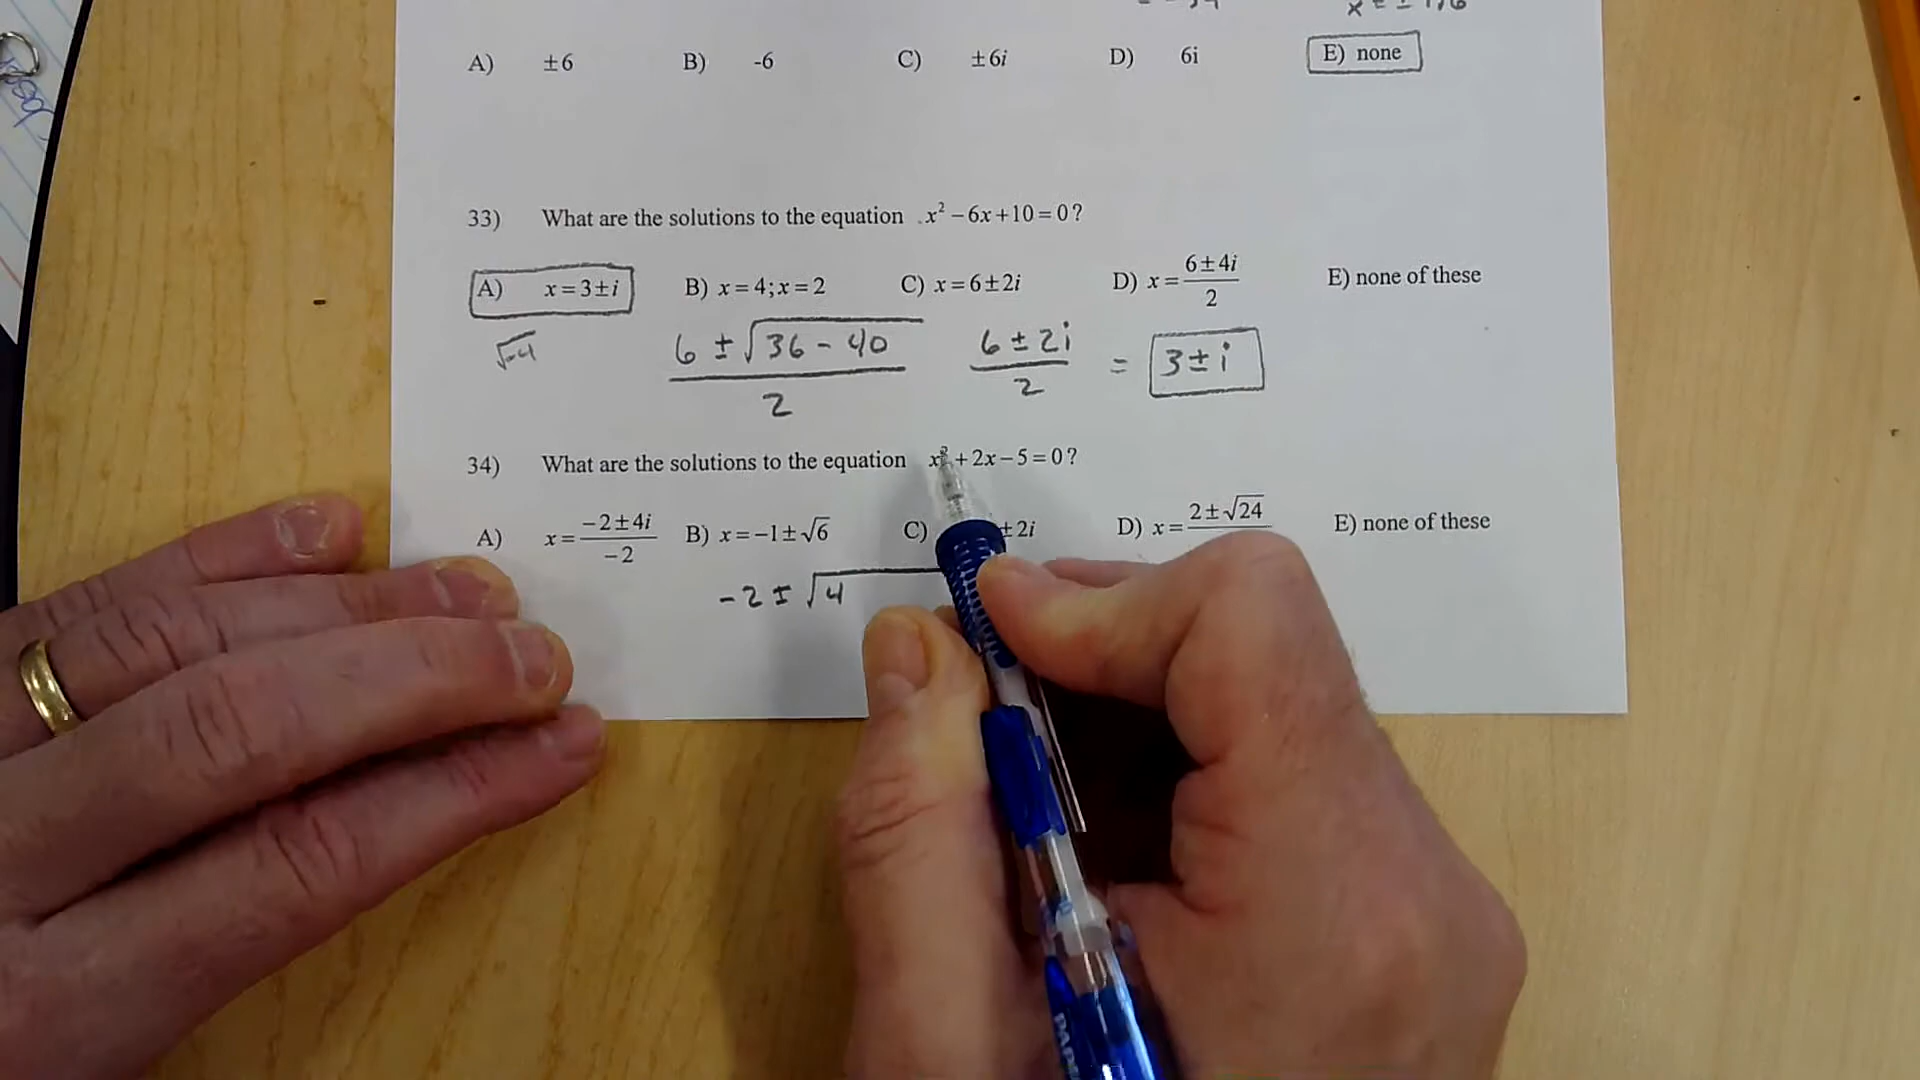 x = ± 
A) ±6 B) -6 C) ±6i D) 6i E) none
33) What are the solutions to the equation x² − 6x + 10 = 0?
A) x = 3 ± i B) x = 4; x = 2 C) x = 6 ± 2i D) x = (6 ± 4i)/2 E) none of these
√-4 (6 ± √(36 − 40))/2 (6 ± 2i)/2 = 3 ± i
34) What are the solutions to the equation x² + 2x − 5 = 0?
A) x = (−2 ± 4i)/−2 B) x = −1 ± √6 C) ± 2i D) x = 2 ± √24 E) none of these
-2 ± √4